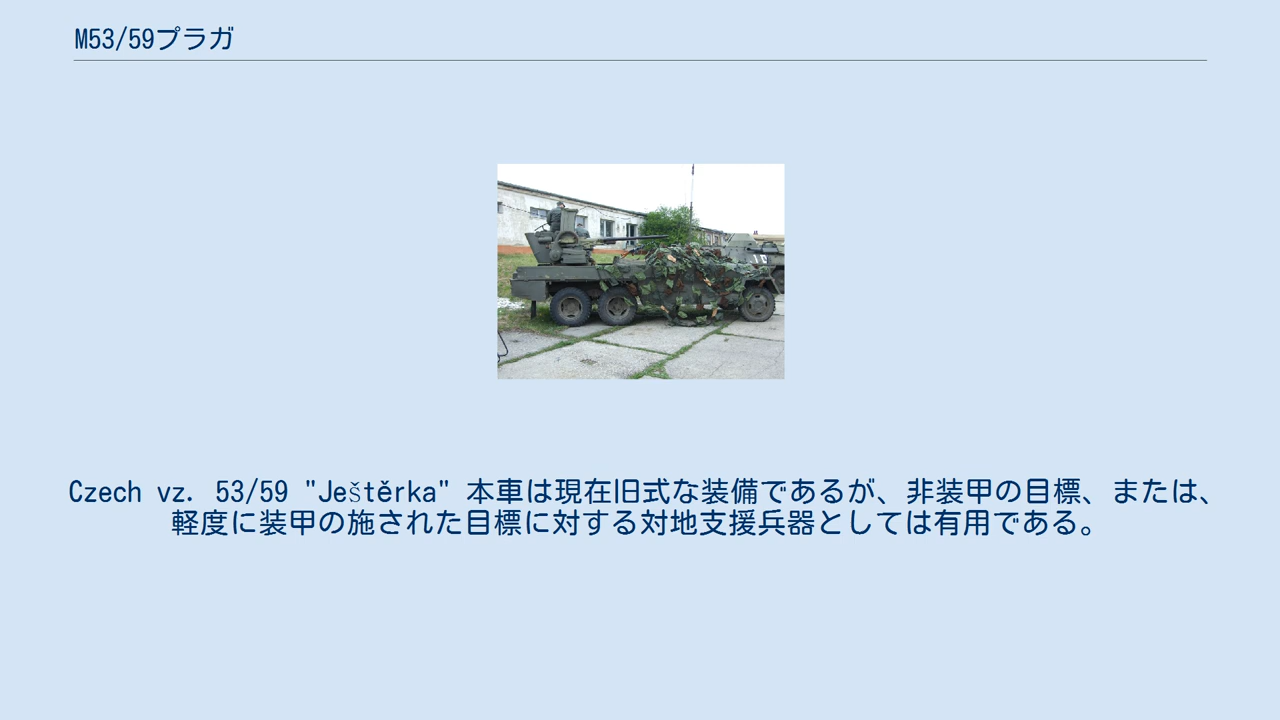 M53/59プラガ
Czech vz. 53/59 "Ještěrka" 本車は現在旧式な装備であるが、非装甲の目標、または、
軽度に装甲の施された目標に対する対地支援兵器としては有用である。